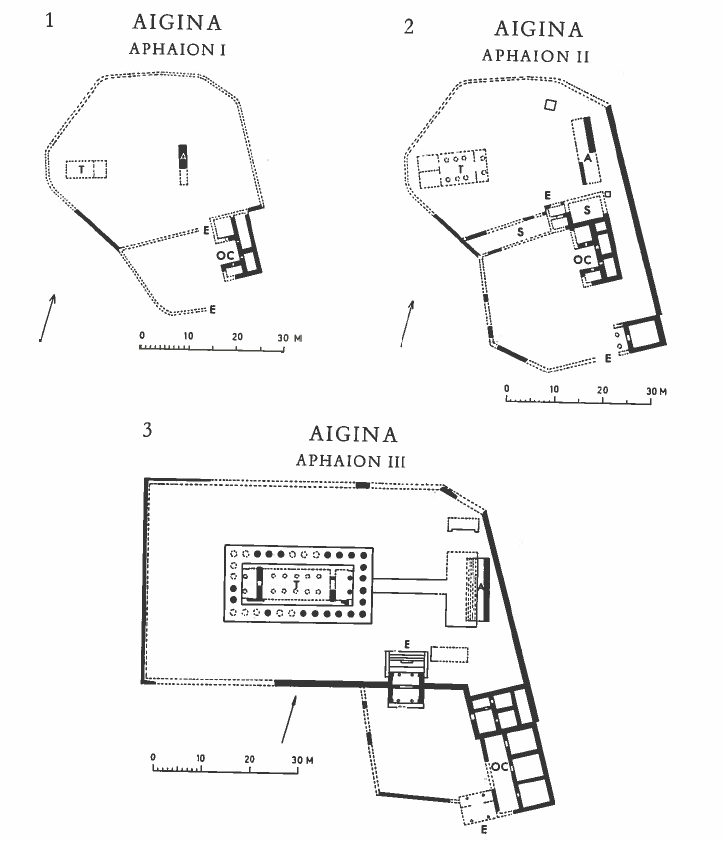 1
AIGINA
APHAION I
T
A
E
OC
E
0 10 20 30 M
2
AIGINA
APHAION II
T
A
E
S
S
OC
E
0 10 20 30 M
3
AIGINA
APHAION III
T
A
E
OC
E
0 10 20 30 M